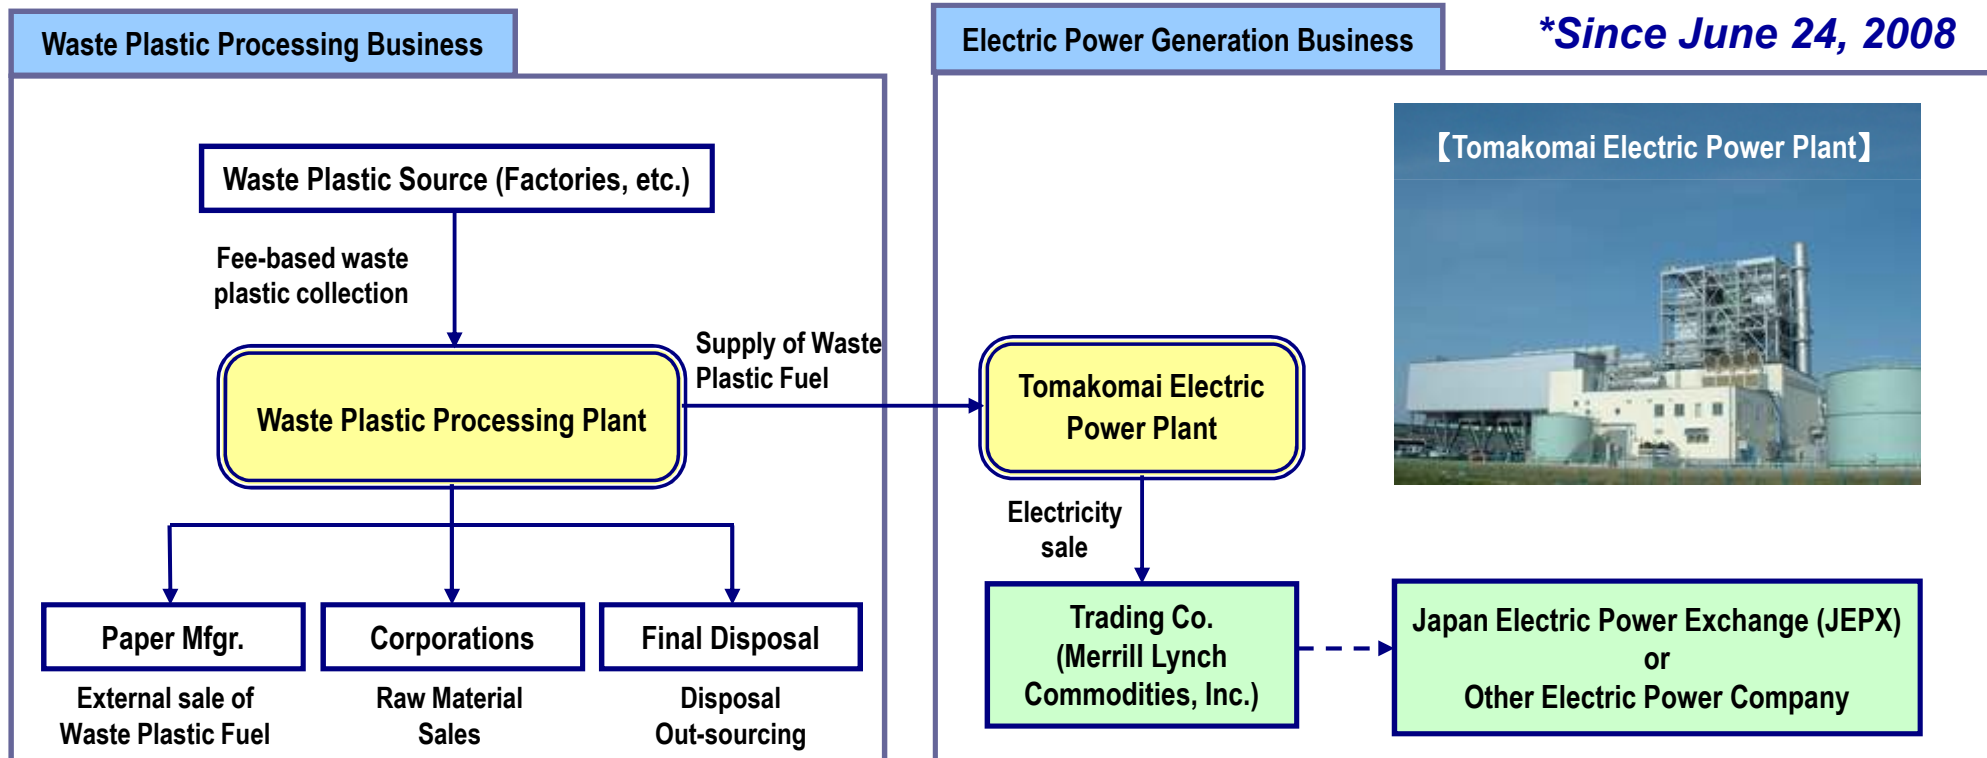 Waste Plastic Processing Business
Electric Power Generation Business
*Since June 24, 2008
Waste Plastic Source (Factories, etc.)
Fee-based waste
plastic collection
Waste Plastic Processing Plant
Supply of Waste
Plastic Fuel
Paper Mfgr.
External sale of
Waste Plastic Fuel
Corporations
Raw Material
Sales
Final Disposal
Disposal
Out-sourcing
【Tomakomai Electric Power Plant】
Tomakomai Electric
Power Plant
Electricity
sale
Trading Co.
(Merrill Lynch
Commodities, Inc.)
Japan Electric Power Exchange (JEPX)
or
Other Electric Power Company